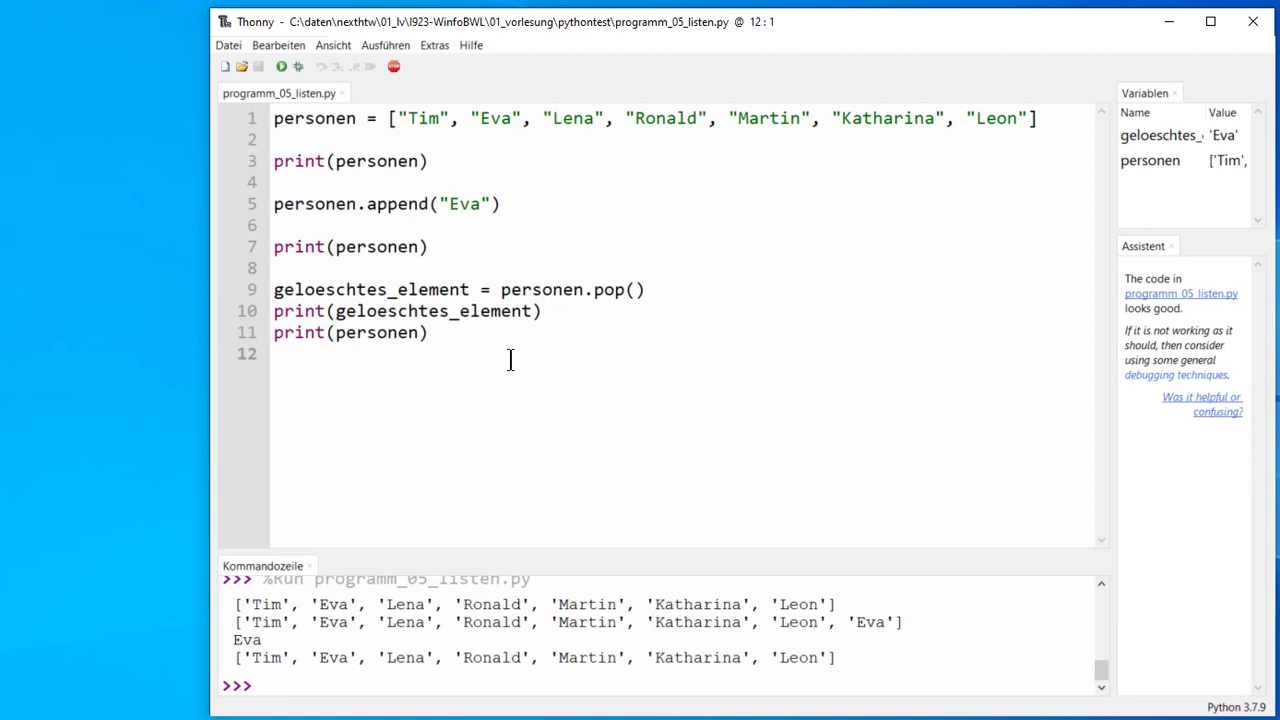 Thonny - C:\daten\nexthtw\01_lv\I923-WinfoBWL\01_vorlesung\pythontest\programm_05_listen.py @ 12 : 1
Datei Bearbeiten Ansicht Ausführen Extras Hilfe
STOP
programm_05_listen.py
1 personen = ["Tim", "Eva", "Lena", "Ronald", "Martin", "Katharina", "Leon"]
2
3 print(personen)
4
5 personen.append("Eva")
6
7 print(personen)
8
9 geloeschtes_element = personen.pop()
10 print(geloeschtes_element)
11 print(personen)
12
Kommandozeile
>>> %Run programm_05_listen.py
['Tim', 'Eva', 'Lena', 'Ronald', 'Martin', 'Katharina', 'Leon']
['Tim', 'Eva', 'Lena', 'Ronald', 'Martin', 'Katharina', 'Leon', 'Eva']
Eva
['Tim', 'Eva', 'Lena', 'Ronald', 'Martin', 'Katharina', 'Leon']
>>>
Variablen
Name Value
geloeschtes_ 'Eva'
personen ['Tim',
Assistent
The code in
programm_05_listen.py
looks good.
If it is not working as it
should, then consider
using some general
debugging techniques.
Was it helpful or
confusing?
Python 3.7.9